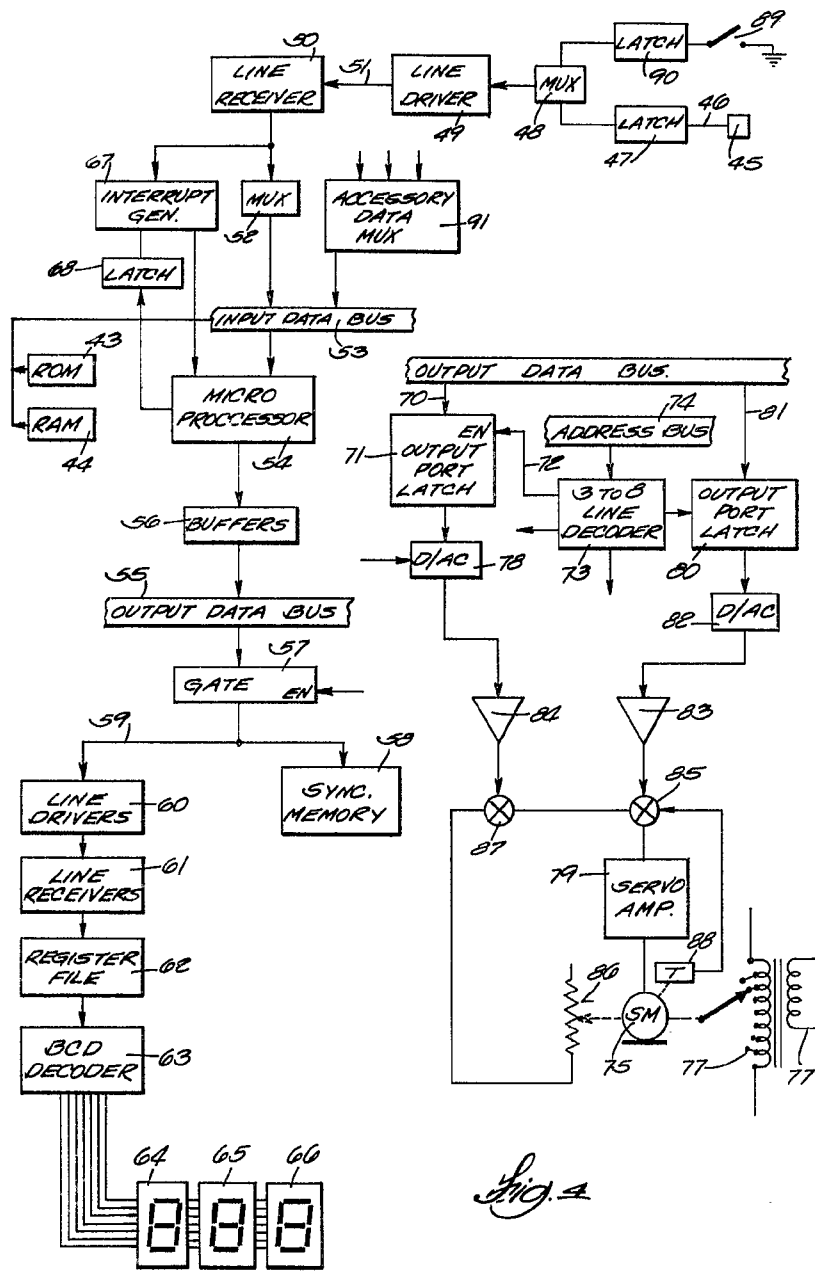 50
LINE
RECEIVER
51
LINE
DRIVER
49
MUX
48
LATCH
90
89
LATCH
47
46
45
67
INTERRUPT
GEN.
MUX
52
ACCESSORY
DATA
MUX
91
68
LATCH
INPUT DATA BUS
53
43
ROM
RAM
44
MICRO
PROCCESSOR
54
56
BUFFERS
55
OUTPUT DATA BUS
57
GATE
EN
59
58
SYNC.
MEMORY
LINE
DRIVERS
60
LINE
RECEIVERS
61
REGISTER
FILE
62
BCD
DECODER
63
64
65
66
8
8
8
OUTPUT DATA BUS.
70
81
74
ADDRESS BUS
71
EN
OUTPUT
PORT
LATCH
72
3 TO 8
LINE
DECODER
73
OUTPUT
PORT
LATCH
80
D/AC
78
D/AC
82
84
83
85
87
79
SERVO
AMP.
88
T
86
SM
75
77
77
Fig. 4